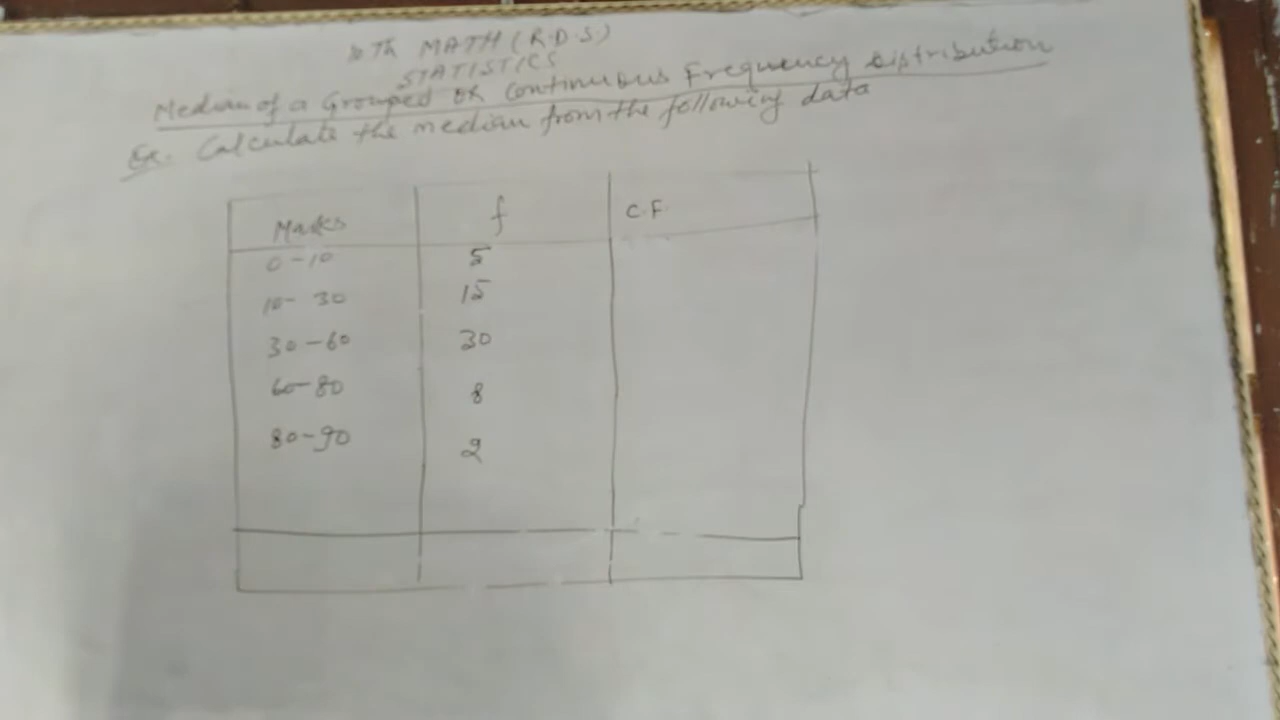 10Th MATH (R.D.S)
STATISTICS
Median of a Grouped or continuous Frequency distribution
Ex. Calculate the median from the following data
Marks f C.F.
0-10 5
10-30 15
30-60 30
60-80 8
80-90 2